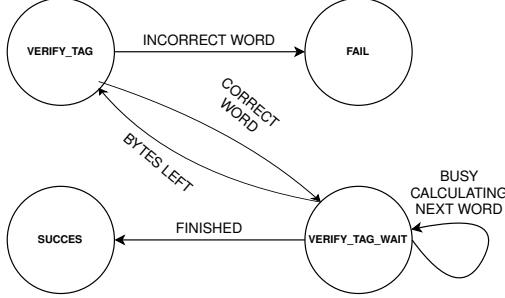 VERIFY_TAG
INCORRECT WORD
FAIL
CORRECT
WORD
BYTES LEFT
BUSY
CALCULATING
NEXT WORD
SUCCES
FINISHED
VERIFY_TAG_WAIT